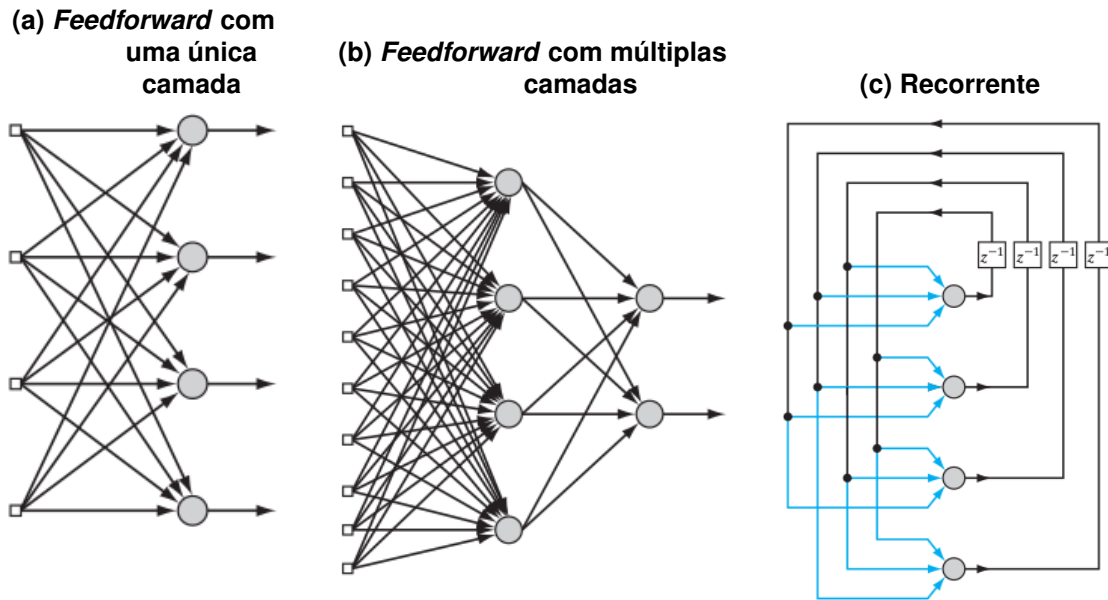 (a) Feedforward com
uma única
camada
(b) Feedforward com múltiplas
camadas
(c) Recorrente
z⁻¹ z⁻¹ z⁻¹ z⁻¹